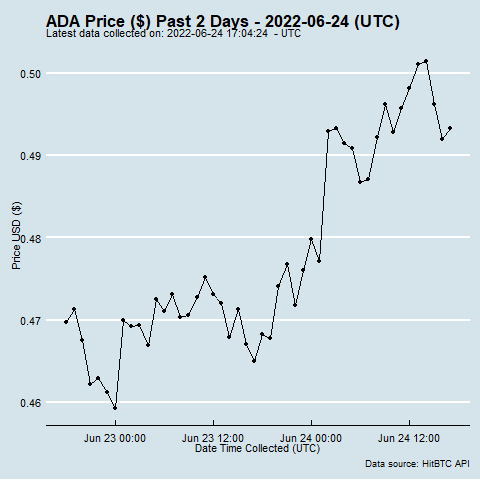 ADA Price ($) Past 2 Days - 2022-06-24 (UTC)
Latest data collected on: 2022-06-24 17:04:24 - UTC
0.50
0.49
0.48
0.47
0.46
Price USD ($)
Jun 23 00:00 Jun 23 12:00 Jun 24 00:00 Jun 24 12:00
Date Time Collected (UTC)
Data source: HitBTC API